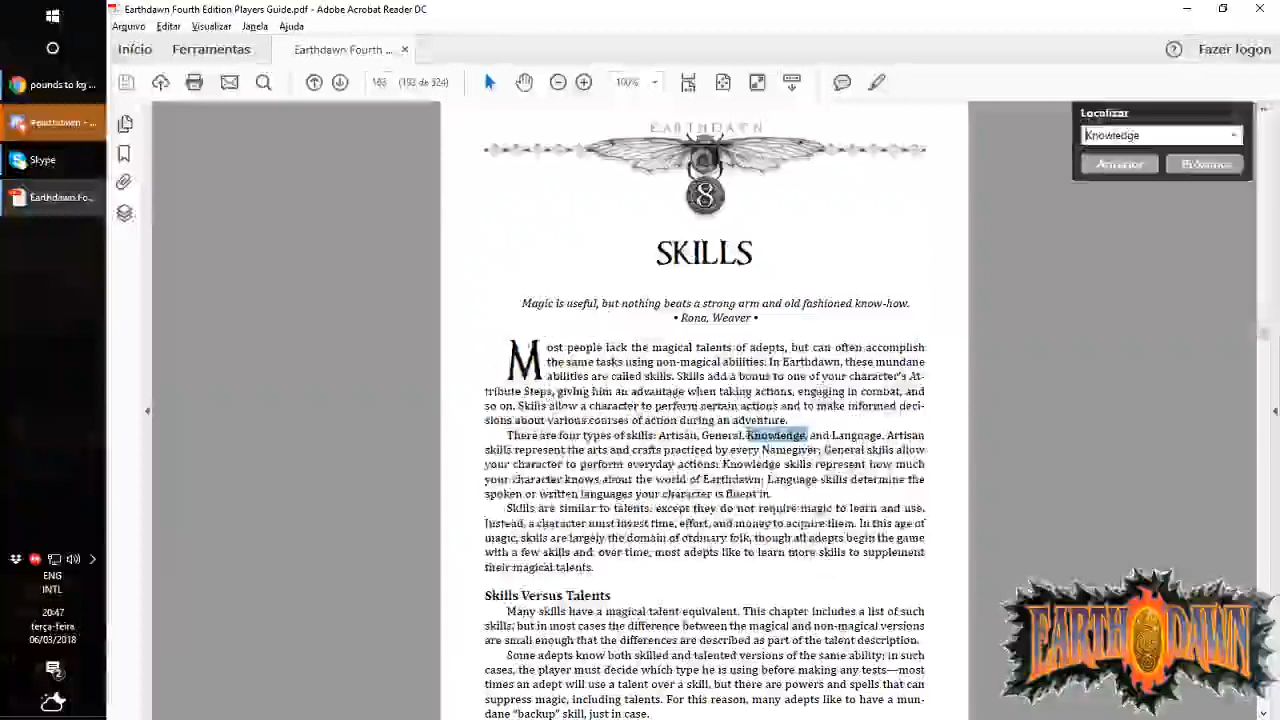 Earthdawn Fourth Edition Players Guide.pdf - Adobe Acrobat Reader DC
Arquivo Editar Visualizar Janela Ajuda
Início Ferramentas Earthdawn Fourth ... × Fazer logon
(193 de 324) 100%
pounds to kg ...
Skype
Earthdawn Fo...
Localizar
Knowledge
Anterior
EARTHDAWN
8
SKILLS
Magic is useful, but nothing beats a strong arm and old fashioned know-how.
• Rona, Weaver •
Most people lack the magical talents of adepts, but can often accomplish
the same tasks using non-magical abilities. In Earthdawn, these mundane
abilities are called skills. Skills add a bonus to one of your character's At-
tribute Steps, giving him an advantage when taking actions, engaging in combat, and
so on. Skills allow a character to perform certain actions and to make informed deci-
sions about various courses of action during an adventure.
There are four types of skills: Artisan, General, Knowledge, and Language. Artisan
skills represent the arts and crafts practiced by every Namegiver; General skills allow
your character to perform everyday actions; Knowledge skills represent how much
your character knows about the world of Earthdawn; Language skills determine the
spoken or written languages your character is fluent in.
Skills are similar to talents, except they do not require magic to learn and use.
Instead, a character must invest time, effort, and money to acquire them. In this age of
magic, skills are largely the domain of ordinary folk, though all adepts begin the game
with a few skills and over time, most adepts like to learn more skills to supplement
their magical talents.
Skills Versus Talents
Many skills have a magical talent equivalent. This chapter includes a list of such
skills, but in most cases the difference between the magical and non-magical versions
are small enough that the differences are described as part of the talent description.
Some adepts know both skilled and talented versions of the same ability; in such
cases, the player must decide which type he is using before making any tests—most
times an adept will use a talent over a skill, but there are powers and spells that can
suppress magic, including talents. For this reason, many adepts like to have a mun-
dane "backup" skill, just in case.
ENG
INTL
20:47
terça-feira
06/03/2018
2
EARTHDAWN